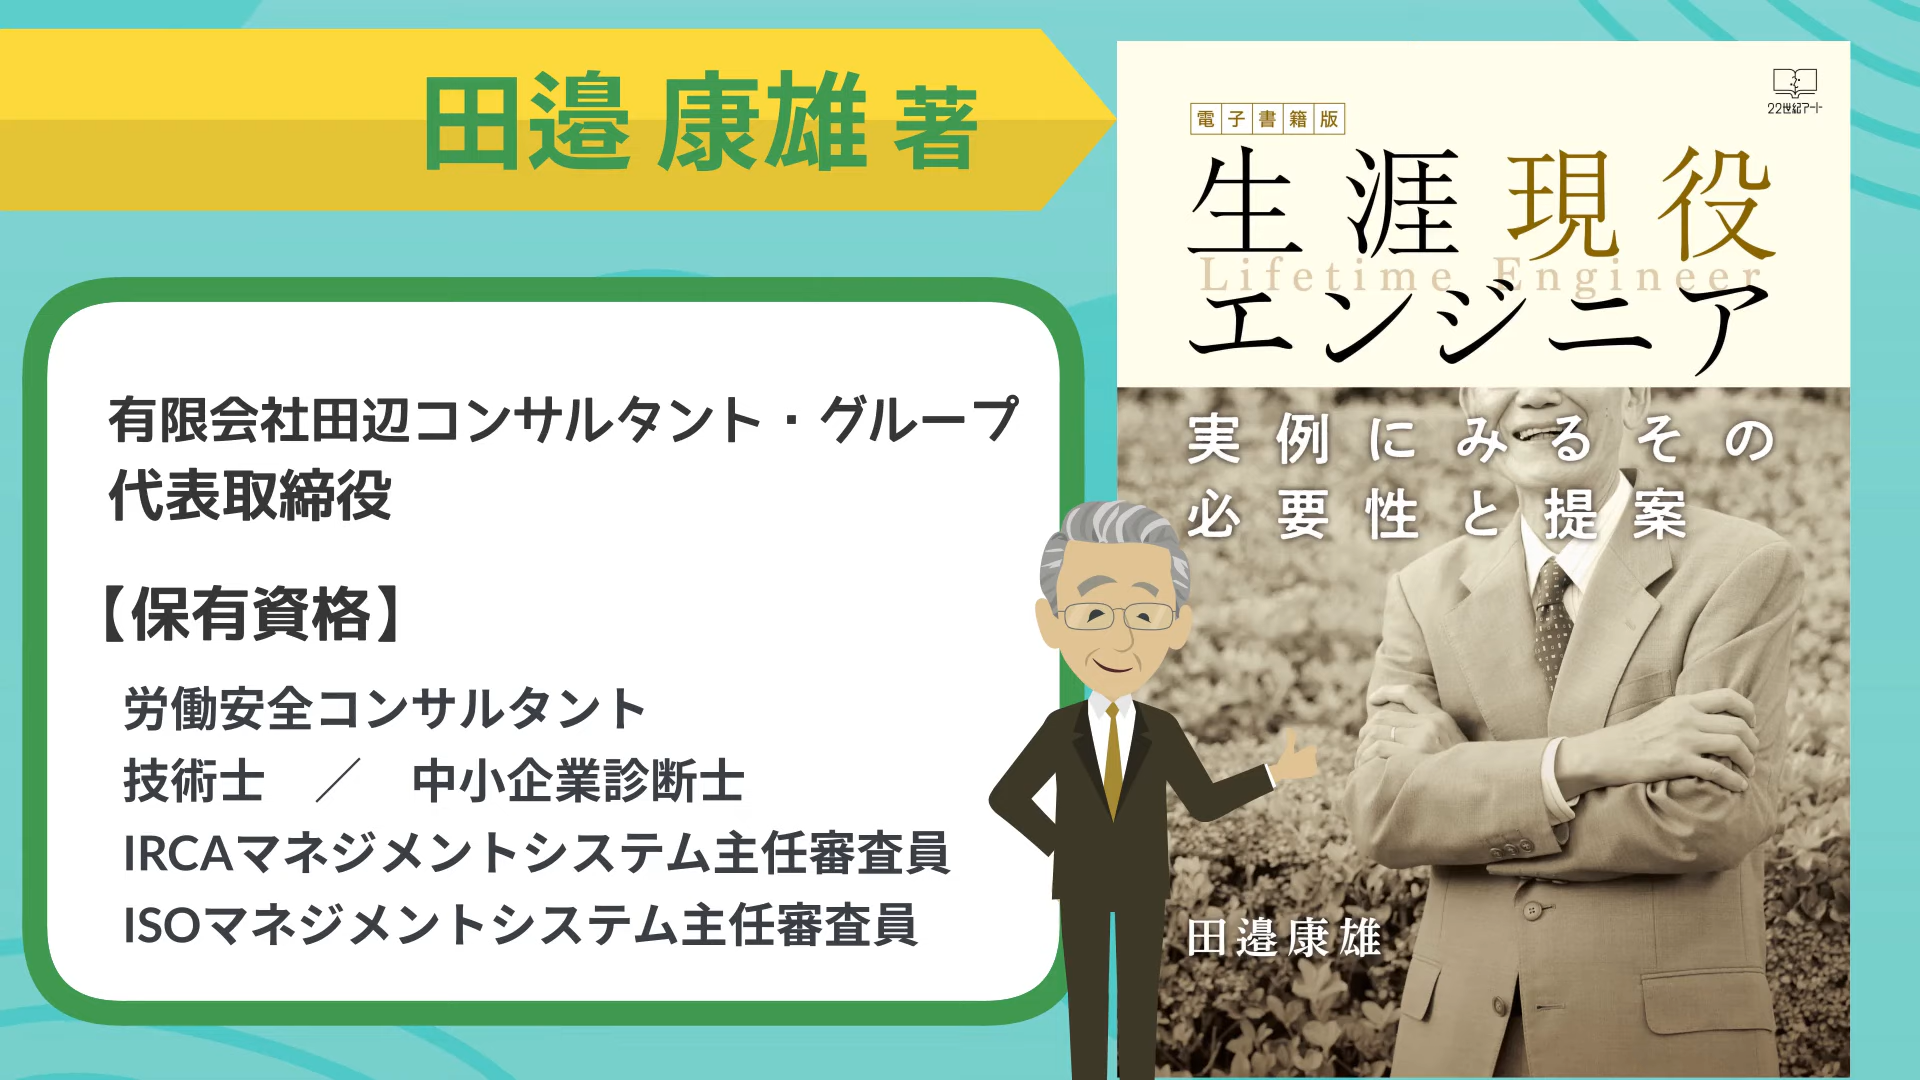 田邉 康雄 著
有限会社田辺コンサルタント・グループ
代表取締役
【保有資格】
労働安全コンサルタント
技術士　／　中小企業診断士
IRCAマネジメントシステム主任審査員
ISOマネジメントシステム主任審査員
22世紀アート
電子書籍版
生涯現役
Lifetime Engineer
エンジニア
実例にみるその
必要性と提案
田邉康雄